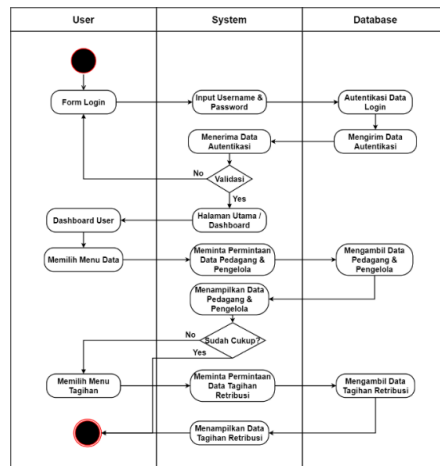 User
System
Database
Form Login
Input Username &
Password
Autentikasi Data
Login
Menerima Data
Autentikasi
Mengirim Data
Autentikasi
No
Validasi
Yes
Dashboard User
Halaman Utama /
Dashboard
Memilih Menu Data
Meminta Permintaan
Data Pedagang &
Pengelola
Mengambil Data
Pedagang &
Pengelola
Menampilkan Data
Pedagang &
Pengelola
No
Sudah Cukup?
Yes
Memilih Menu
Tagihan
Meminta Permintaan
Data Tagihan
Retribusi
Mengambil Data
Tagihan Retribusi
Menampilkan Data
Tagihan Retribusi